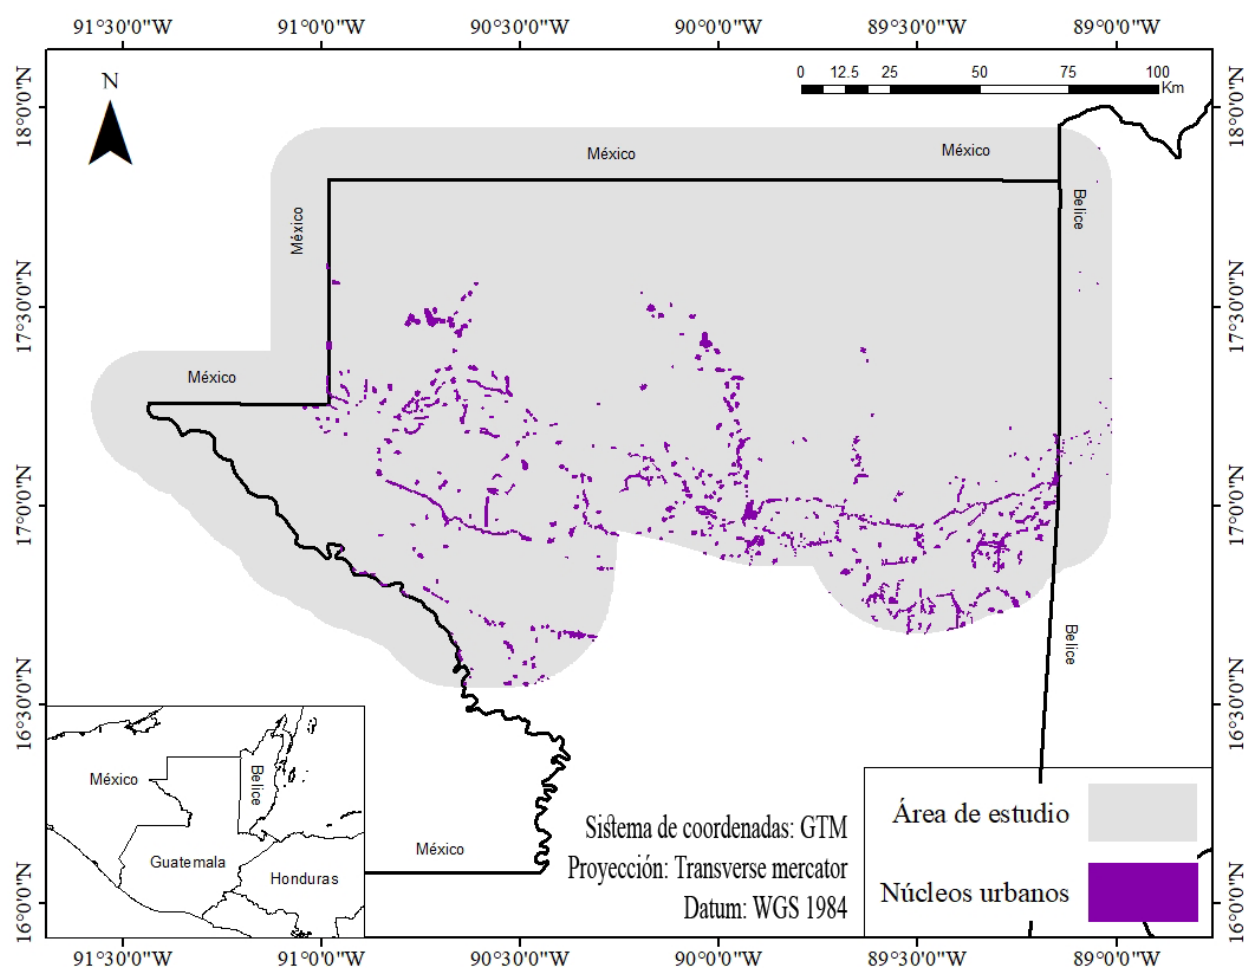 91°30'0"W 91°0'0"W 90°30'0"W 90°0'0"W 89°30'0"W 89°0'0"W
N
0 12.5 25 50 75 100
Km
18°0'0"N
18°0'0"N
México
México
México
Belice
17°30'0"N
17°30'0"N
México
17°0'0"N
17°0'0"N
Belice
16°30'0"N
16°30'0"N
México
Belice
Guatemala
Honduras
México
Sistema de coordenadas: GTM
Proyección: Transverse mercator
Datum: WGS 1984
Área de estudio
Núcleos urbanos
16°0'0"N
16°0'0"N
91°30'0"W 91°0'0"W 90°30'0"W 90°0'0"W 89°30'0"W 89°0'0"W